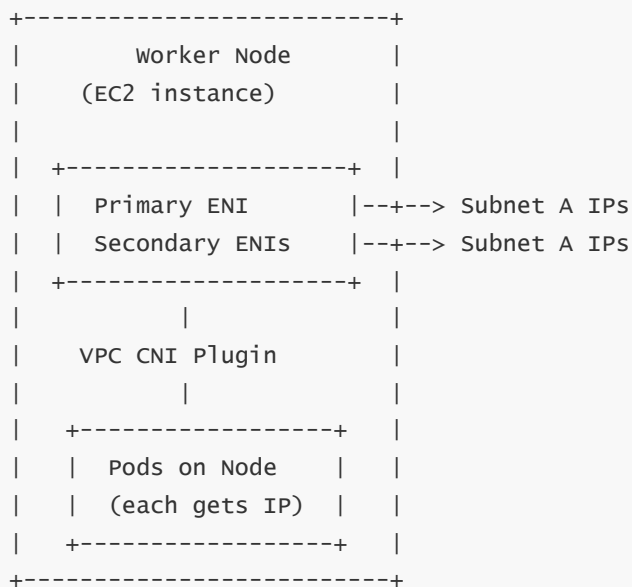 +---------------------------+
|        Worker Node       |
|    (EC2 instance)        |
|                          |
|  +--------------------+  |
|  |  Primary ENI       |--+--> Subnet A IPs
|  |  Secondary ENIs    |--+--> Subnet A IPs
|  +--------------------+  |
|           |              |
|    VPC CNI Plugin        |
|           |              |
|   +------------------+   |
|   |  Pods on Node    |   |
|   |  (each gets IP)  |   |
|   +------------------+   |
+---------------------------+